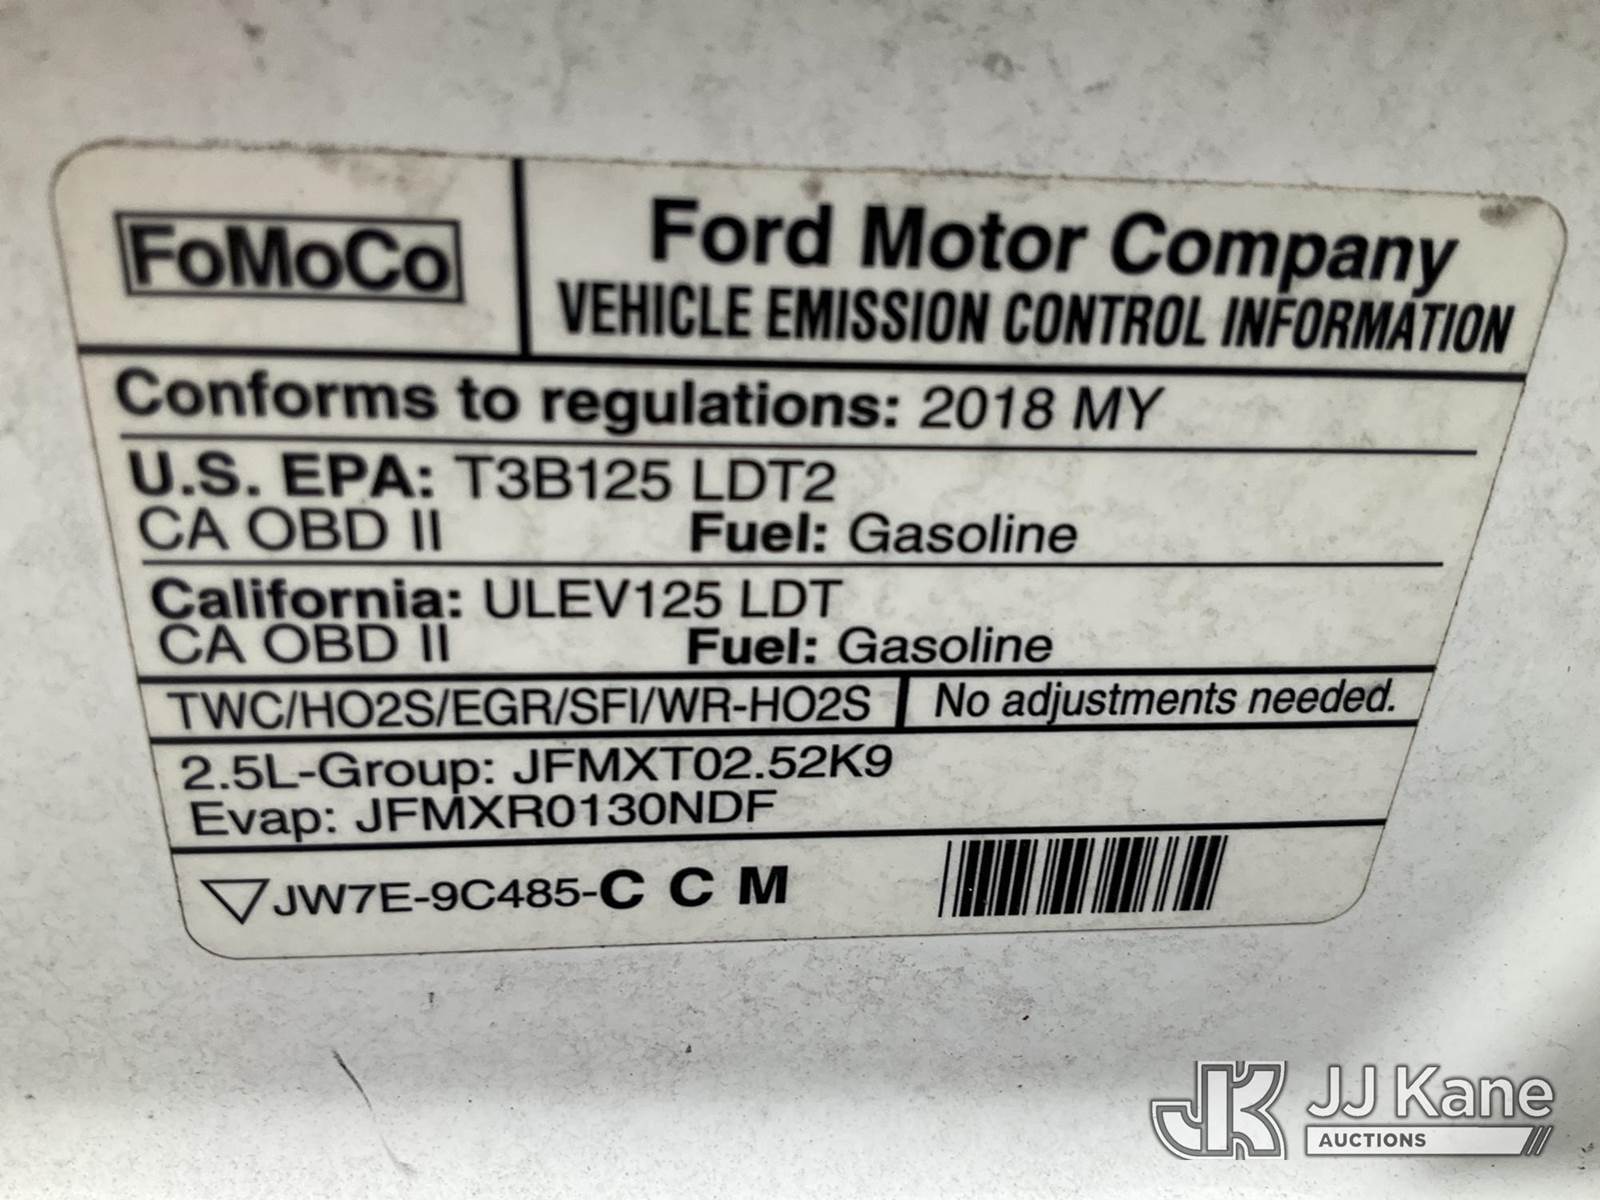 FoMoCo
Ford Motor Company
VEHICLE EMISSION CONTROL INFORMATION
Conforms to regulations: 2018 MY
U.S. EPA: T3B125 LDT2
CA OBD II Fuel: Gasoline
California: ULEV125 LDT
CA OBD II Fuel: Gasoline
TWC/HO2S/EGR/SFI/WR-HO2S No adjustments needed.
2.5L-Group: JFMXT02.52K9
Evap: JFMXR0130NDF
JW7E-9C485-C C M
JK JJ Kane
AUCTIONS